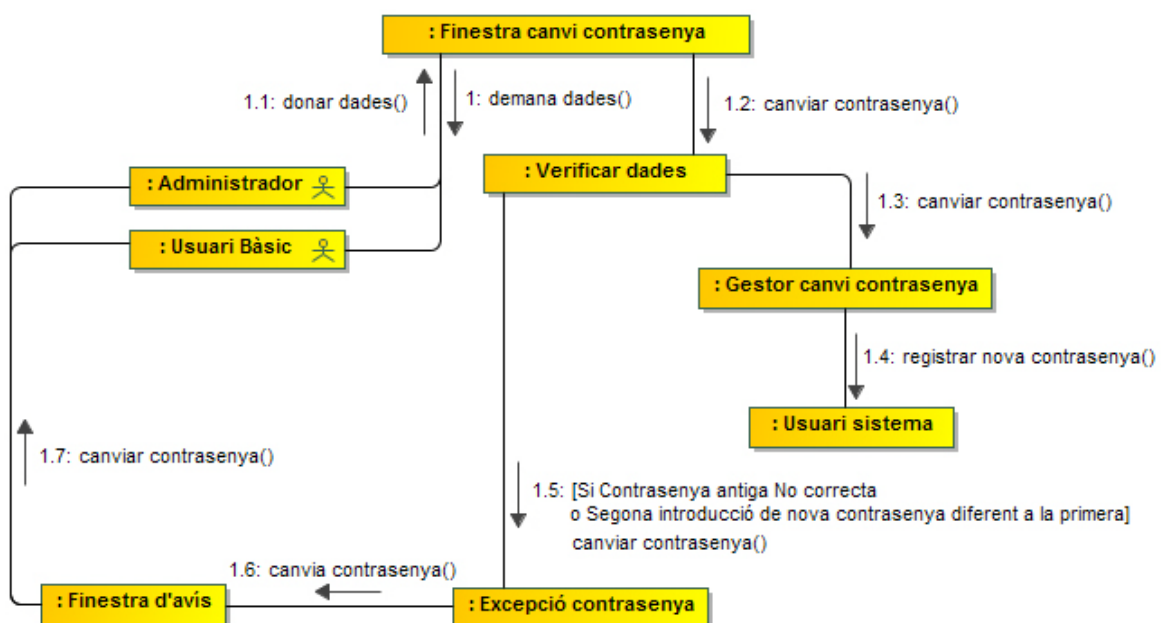 : Finestra canvi contrasenya
1.1: donar dades()
1: demana dades()
1.2: canviar contrasenya()
: Administrador
: Verificar dades
1.3: canviar contrasenya()
: Usuari Bàsic
: Gestor canvi contrasenya
1.4: registrar nova contrasenya()
: Usuari sistema
1.7: canviar contrasenya()
1.5: [Si Contrasenya antiga No correcta
o Segona introducció de nova contrasenya diferent a la primera]
canviar contrasenya()
1.6: canvia contrasenya()
: Finestra d'avís
: Excepció contrasenya